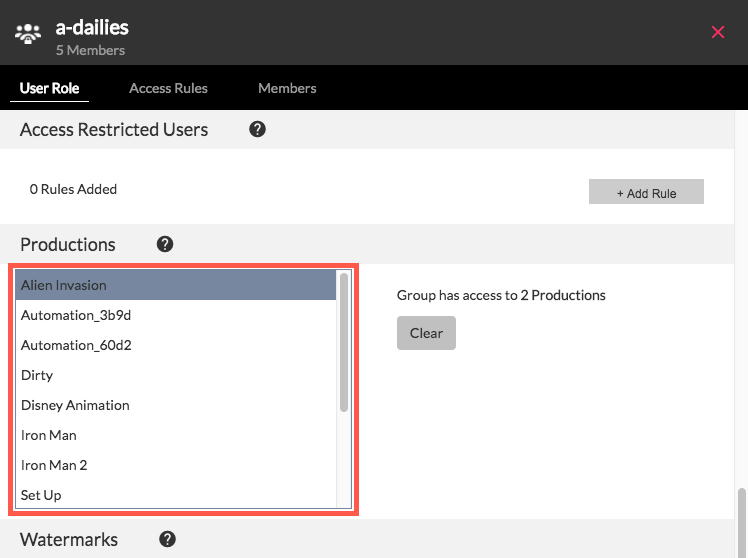 a-dailies
5 Members
User Role
Access Rules
Members
Access Restricted Users
0 Rules Added
+ Add Rule
Productions
Alien Invasion
Automation_3b9d
Automation_60d2
Dirty
Disney Animation
Iron Man
Iron Man 2
Set Up
Group has access to 2 Productions
Clear
Watermarks